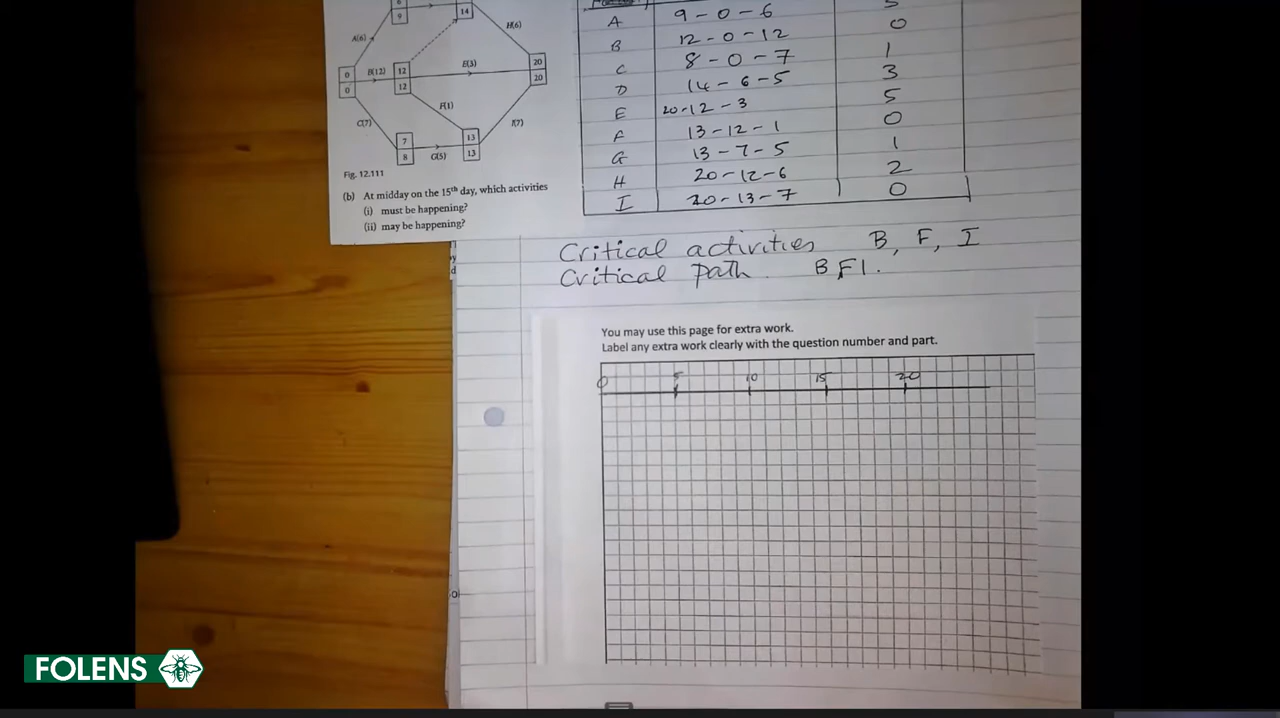 6
9
14
A(6)
H(6)
0
0
B(12)
12
12
E(3)
20
20
F(1)
C(7)
I(7)
7
8
G(5)
13
13
Fig. 12.111
(b) At midday on the 15th day, which activities
(i) must be happening?
(ii) may be happening?
A 9-0-6 3
B 12-0-12 0
C 8-0-7 1
D 14-6-5 3
E 20-12-3 5
F 13-12-1 0
G 13-7-5 1
H 20-12-6 2
I 20-13-7 0
Critical activities B, F, I
Critical path BFI.
You may use this page for extra work.
Label any extra work clearly with the question number and part.
0 5 10 15 20
FOLENS